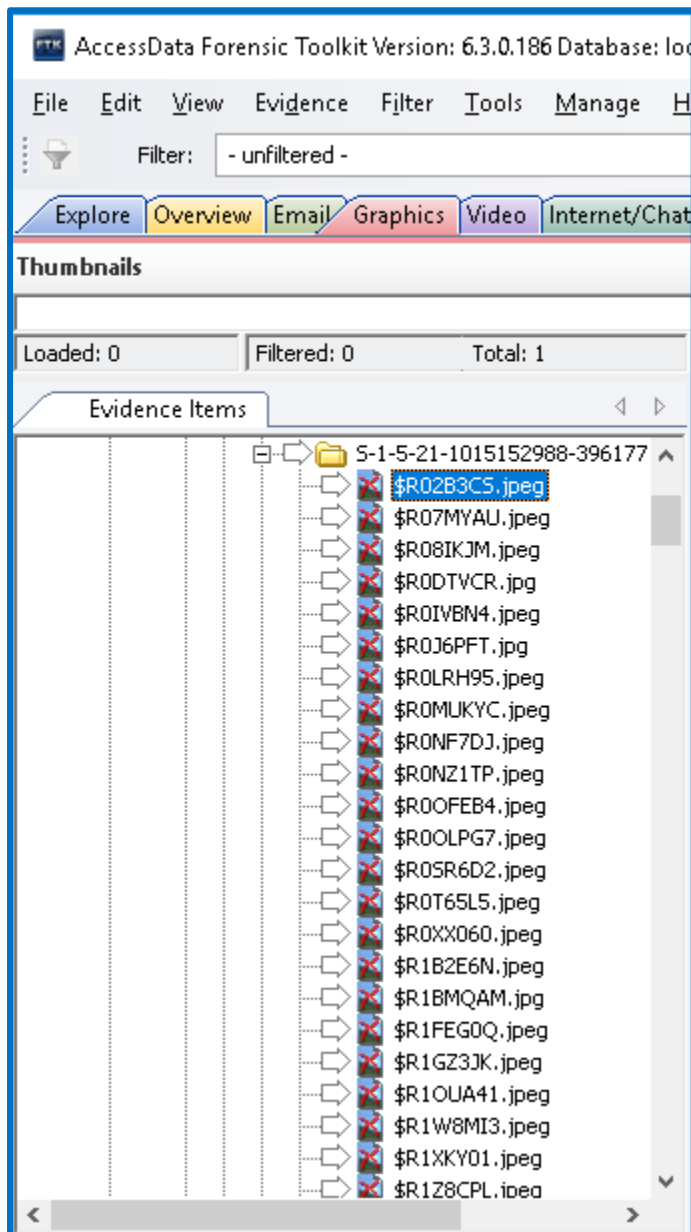 FTK AccessData Forensic Toolkit Version: 6.3.0.186 Database: loc
File Edit View Evidence Filter Tools Manage H
Filter: - unfiltered -
Explore Overview Email Graphics Video Internet/Chat
Thumbnails
Loaded: 0 Filtered: 0 Total: 1
Evidence Items
S-1-5-21-1015152988-396177
$R02B3CS.jpeg
$R07MYAU.jpeg
$R08IKJM.jpeg
$R0DTVCR.jpg
$R0IVBN4.jpeg
$R0J6PFT.jpg
$R0LRH95.jpeg
$R0MUKYC.jpeg
$R0NF7DJ.jpeg
$R0NZ1TP.jpeg
$R0OFEB4.jpeg
$R0OLPG7.jpeg
$R0SR6D2.jpeg
$R0T65L5.jpeg
$R0XX060.jpeg
$R1B2E6N.jpeg
$R1BMQAM.jpg
$R1FEG0Q.jpeg
$R1GZ3JK.jpeg
$R1OUA41.jpeg
$R1W8MI3.jpeg
$R1XKY01.jpeg
$R1Z8CPL.jpeg